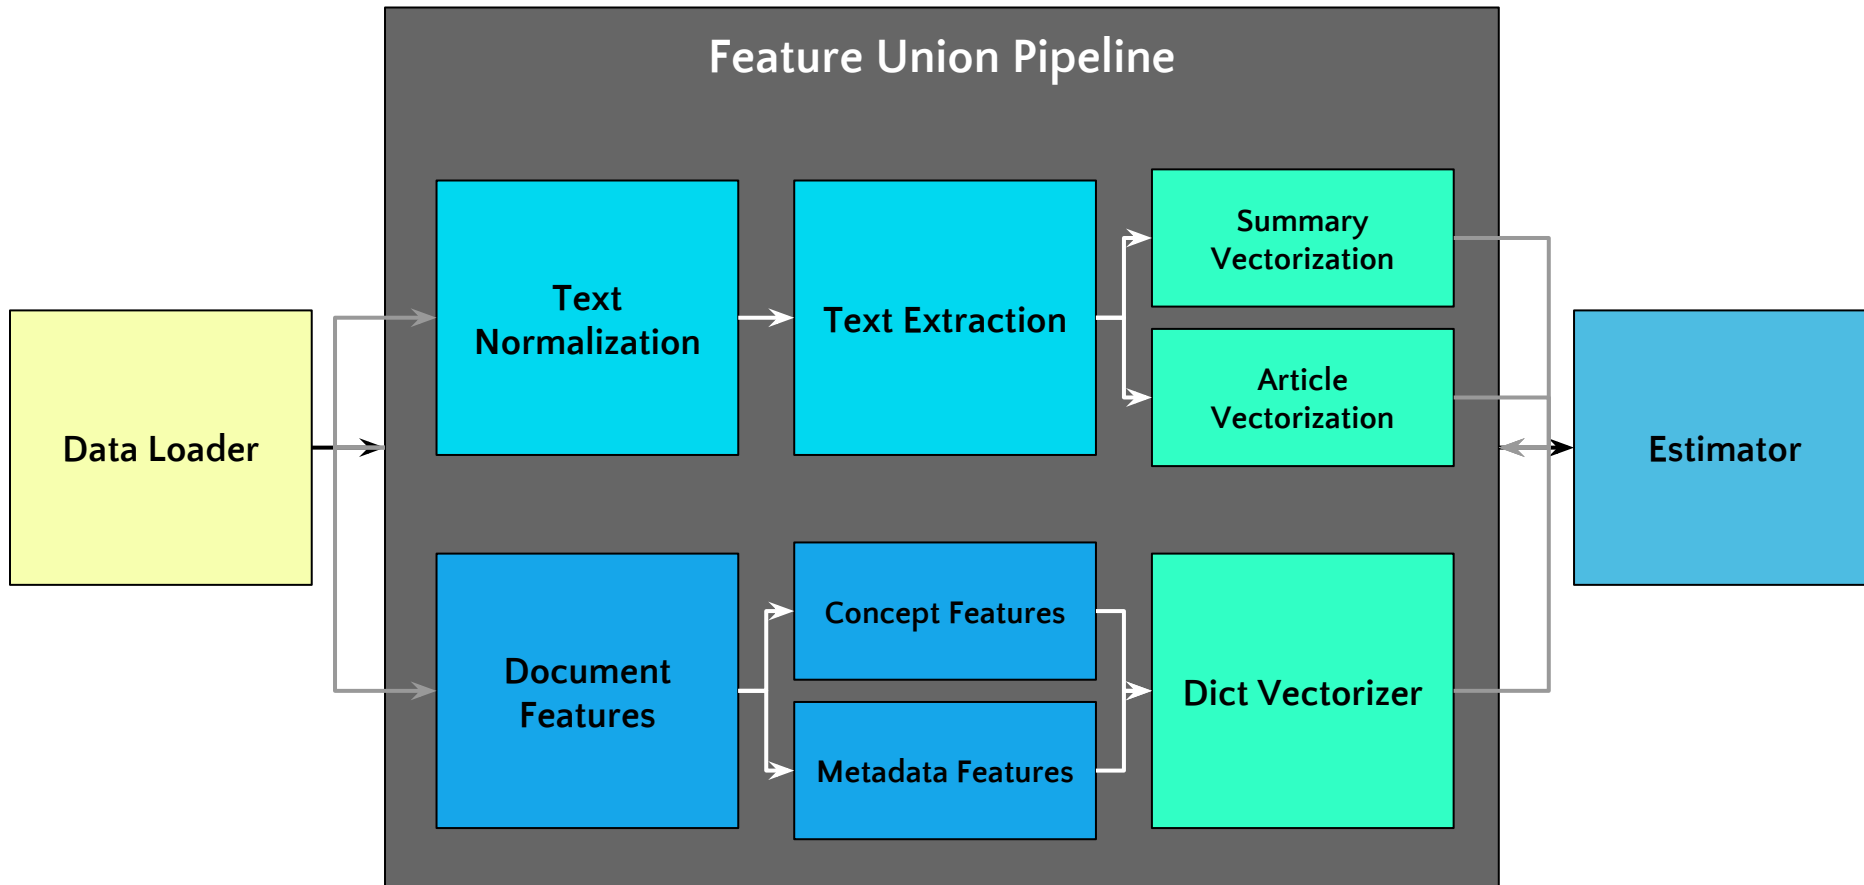 Feature Union Pipeline
Data Loader
Text
Normalization
Text Extraction
Summary
Vectorization
Article
Vectorization
Document
Features
Concept Features
Metadata Features
Dict Vectorizer
Estimator